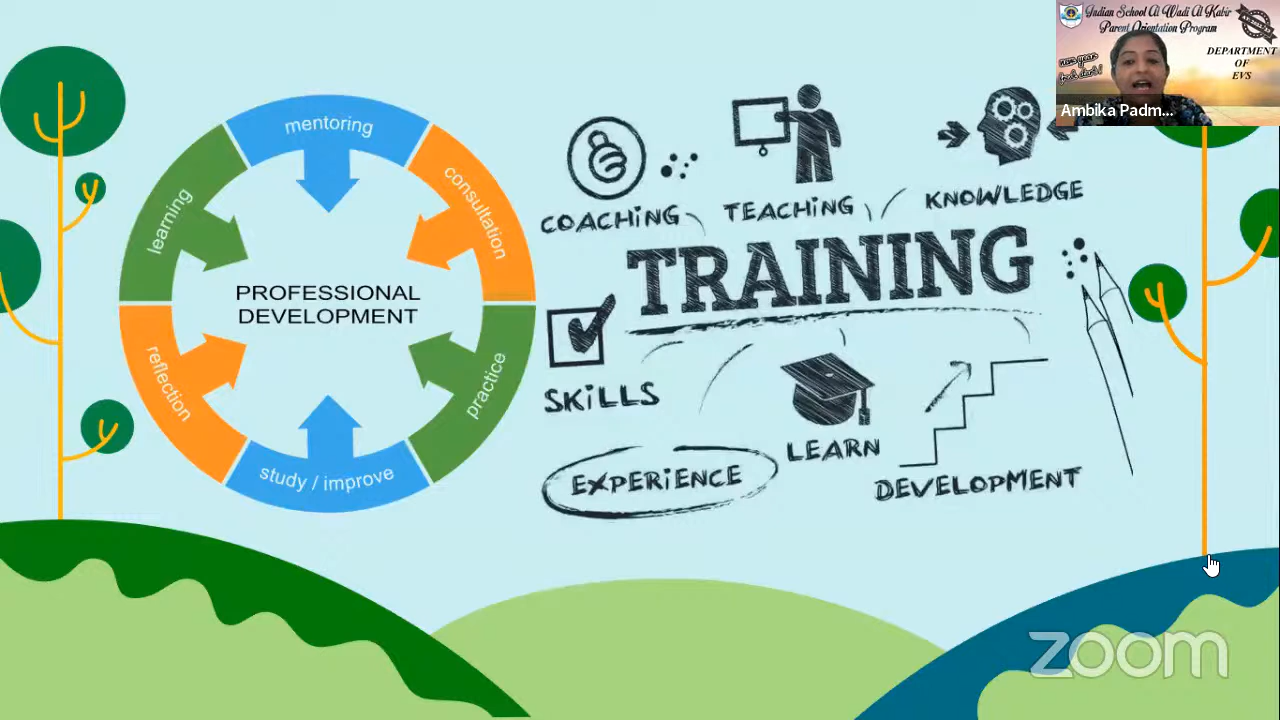 Indian School Al Wadi Al Kabir
Parent Orientation Program
DEPARTMENT
OF
EVS
Ambika Padm...
mentoring
consultation
learning
PROFESSIONAL
DEVELOPMENT
reflection
practice
study / improve
COACHiNG
TEACHiNG
KNOWLEDGE
TRAINING
SKiLLS
LEARN
EXPERiENCE
DEVELOPMENT
zoom